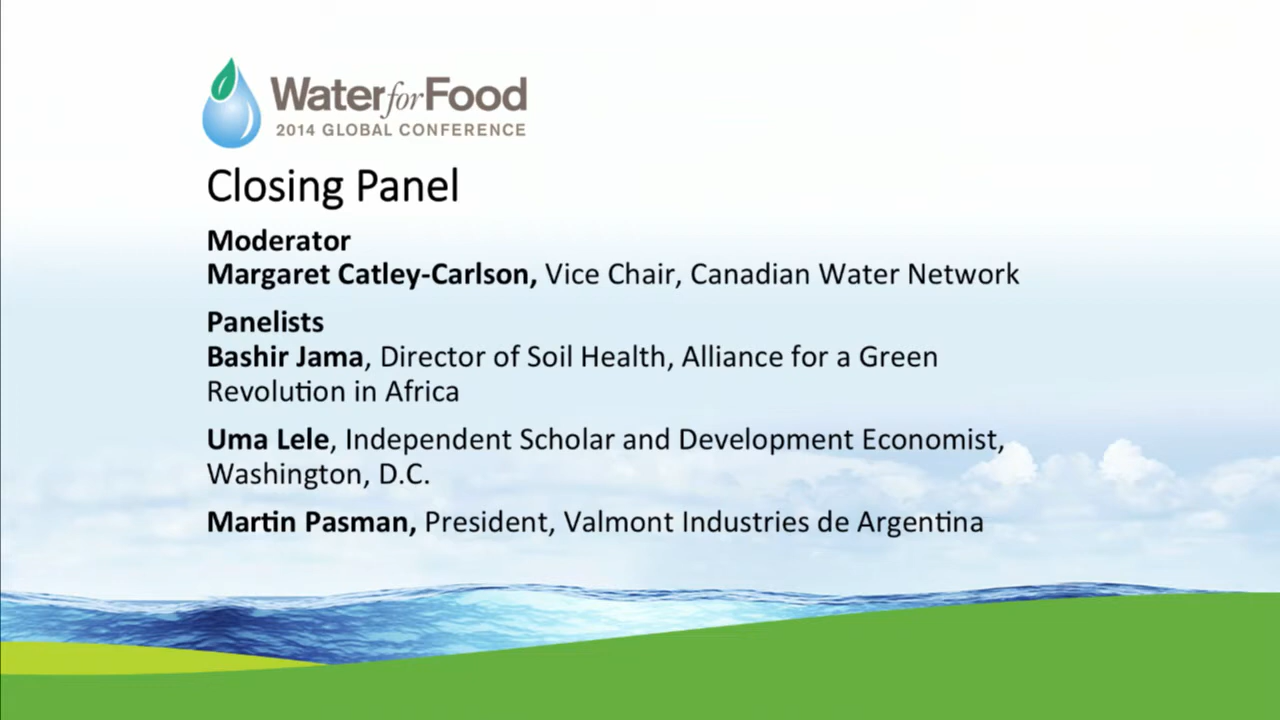 Water for Food
2014 GLOBAL CONFERENCE
Closing Panel
Moderator
Margaret Catley-Carlson, Vice Chair, Canadian Water Network
Panelists
Bashir Jama, Director of Soil Health, Alliance for a Green
Revolution in Africa
Uma Lele, Independent Scholar and Development Economist,
Washington, D.C.
Martin Pasman, President, Valmont Industries de Argentina